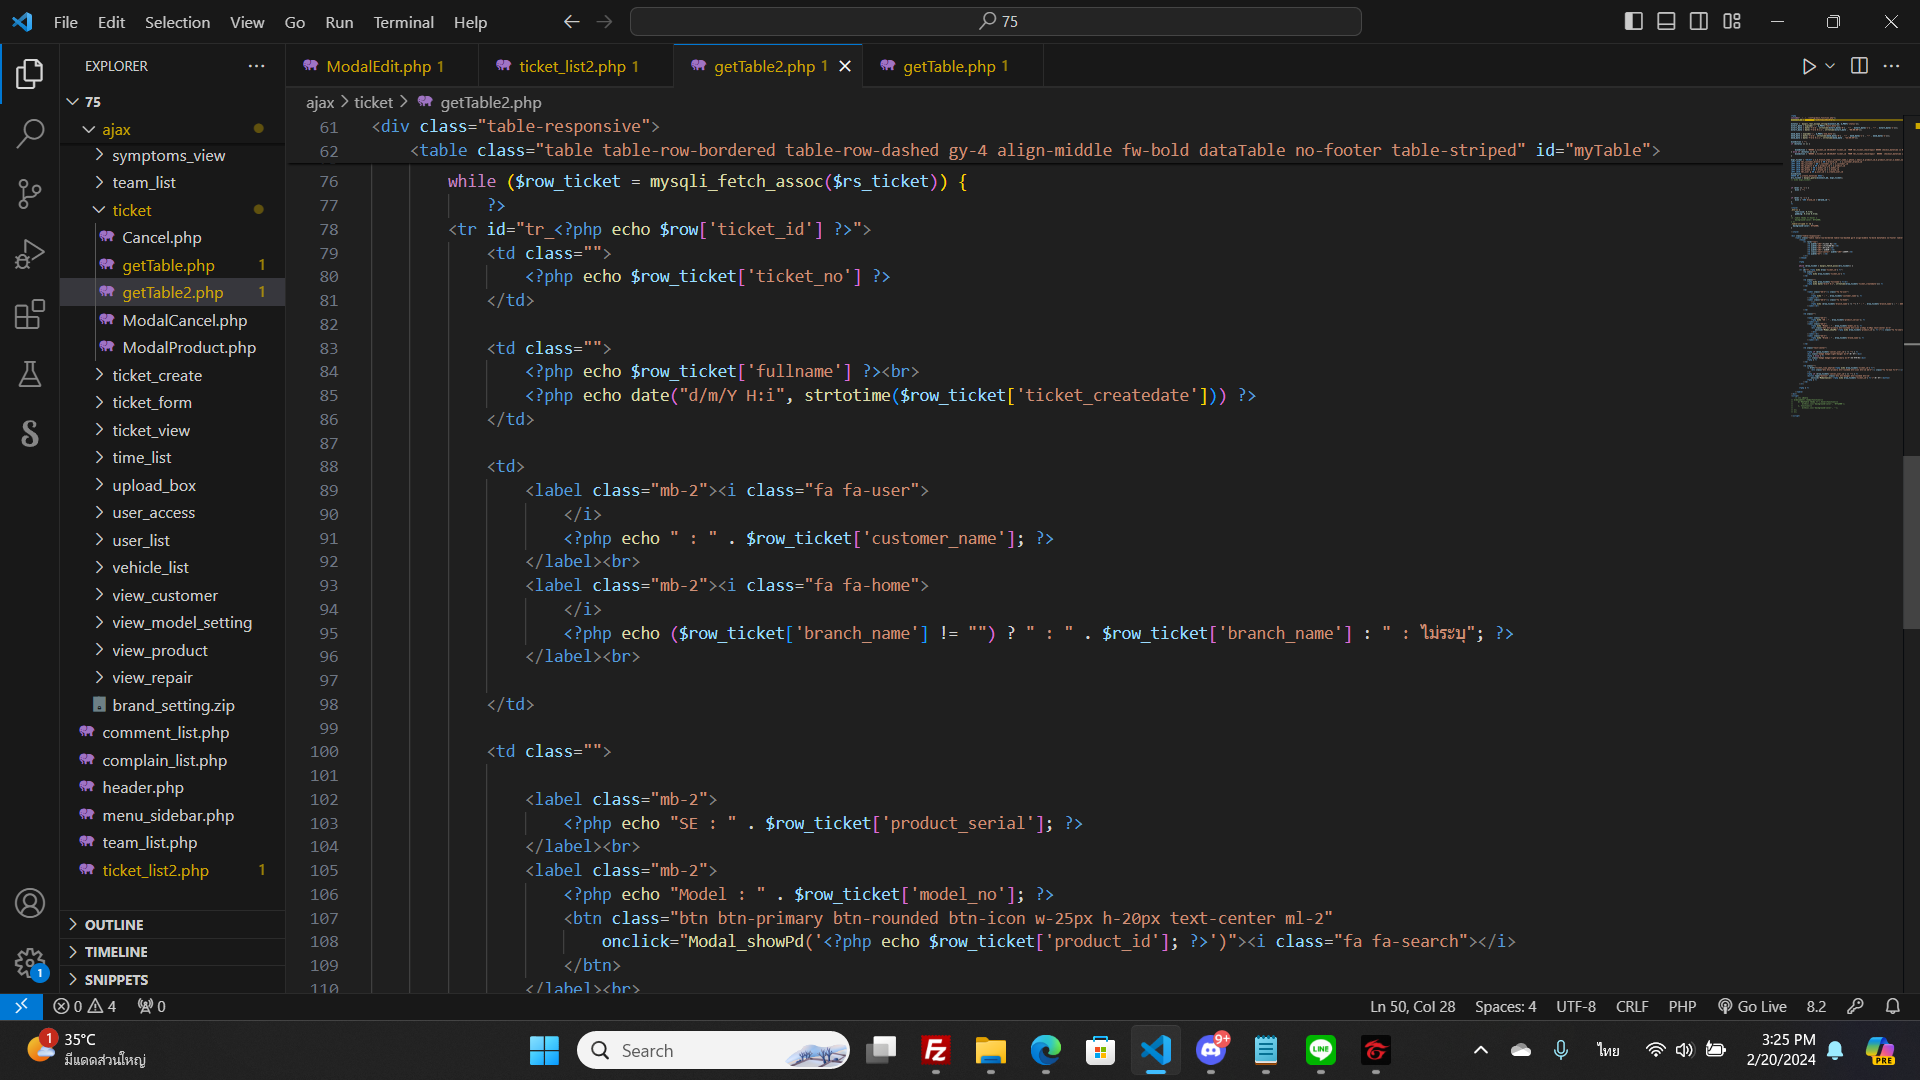 File Edit Selection View Go Run Terminal Help
75
EXPLORER
75
ajax
symptoms_view
team_list
ticket
Cancel.php
getTable.php 1
getTable2.php 1
ModalCancel.php
ModalProduct.php
ticket_create
ticket_form
ticket_view
time_list
upload_box
user_access
user_list
vehicle_list
view_customer
view_model_setting
view_product
view_repair
brand_setting.zip
comment_list.php
complain_list.php
header.php
menu_sidebar.php
team_list.php
ticket_list2.php 1
OUTLINE
TIMELINE
SNIPPETS
ModalEdit.php 1 ticket_list2.php 1 getTable2.php 1 getTable.php 1
ajax > ticket > getTable2.php
61 <div class="table-responsive">
62 <table class="table table-row-bordered table-row-dashed gy-4 align-middle fw-bold dataTable no-footer table-striped" id="myTable">
76 while ($row_ticket = mysqli_fetch_assoc($rs_ticket)) {
77 ?>
78 <tr id="tr_<?php echo $row['ticket_id'] ?>">
79 <td class="">
80 <?php echo $row_ticket['ticket_no'] ?>
81 </td>
82
83 <td class="">
84 <?php echo $row_ticket['fullname'] ?><br>
85 <?php echo date("d/m/Y H:i", strtotime($row_ticket['ticket_createdate'])) ?>
86 </td>
87
88 <td>
89 <label class="mb-2"><i class="fa fa-user">
90 </i>
91 <?php echo " : " . $row_ticket['customer_name']; ?>
92 </label><br>
93 <label class="mb-2"><i class="fa fa-home">
94 </i>
95 <?php echo ($row_ticket['branch_name'] != "") ? " : " . $row_ticket['branch_name'] : " : ไม่ระบุ"; ?>
96 </label><br>
97
98 </td>
99
100 <td class="">
101
102 <label class="mb-2">
103 <?php echo "SE : " . $row_ticket['product_serial']; ?>
104 </label><br>
105 <label class="mb-2">
106 <?php echo "Model : " . $row_ticket['model_no']; ?>
107 <btn class="btn btn-primary btn-rounded btn-icon w-25px h-20px text-center ml-2"
108 onclick="Modal_showPd('<?php echo $row_ticket['product_id']; ?>')"><i class="fa fa-search"></i>
109 </btn>
110 </label><br>
1
0 4 0
Ln 50, Col 28 Spaces: 4 UTF-8 CRLF PHP Go Live 8.2
1
35°C
มีแดดส่วนใหญ่
Search
9+
LINE
ไทย
3:25 PM
2/20/2024
PRE